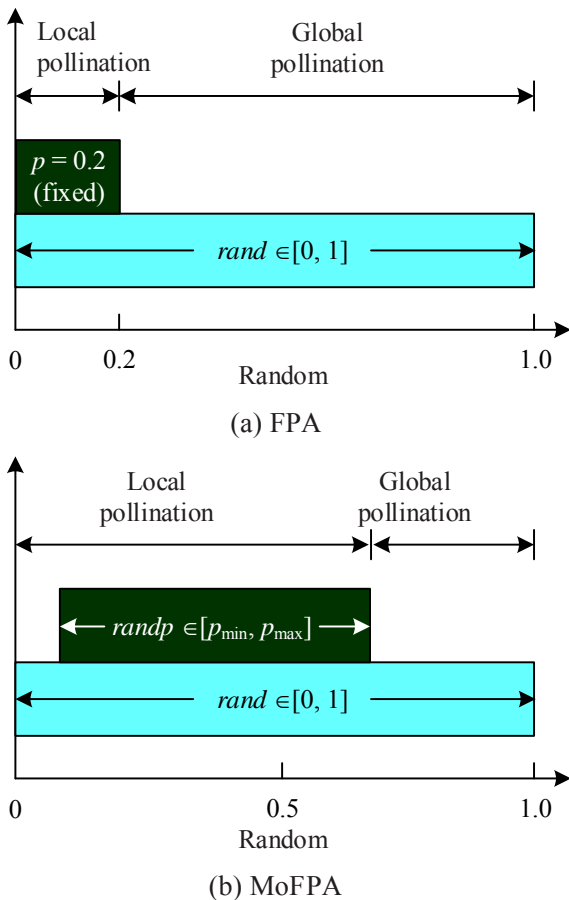 Local
pollination
Global
pollination
p = 0.2
(fixed)
rand ∈[0, 1]
0
0.2
1.0
Random
(a) FPA
Local
pollination
Global
pollination
randp ∈[pmin, pmax]
rand ∈[0, 1]
0
0.5
1.0
Random
(b) MoFPA